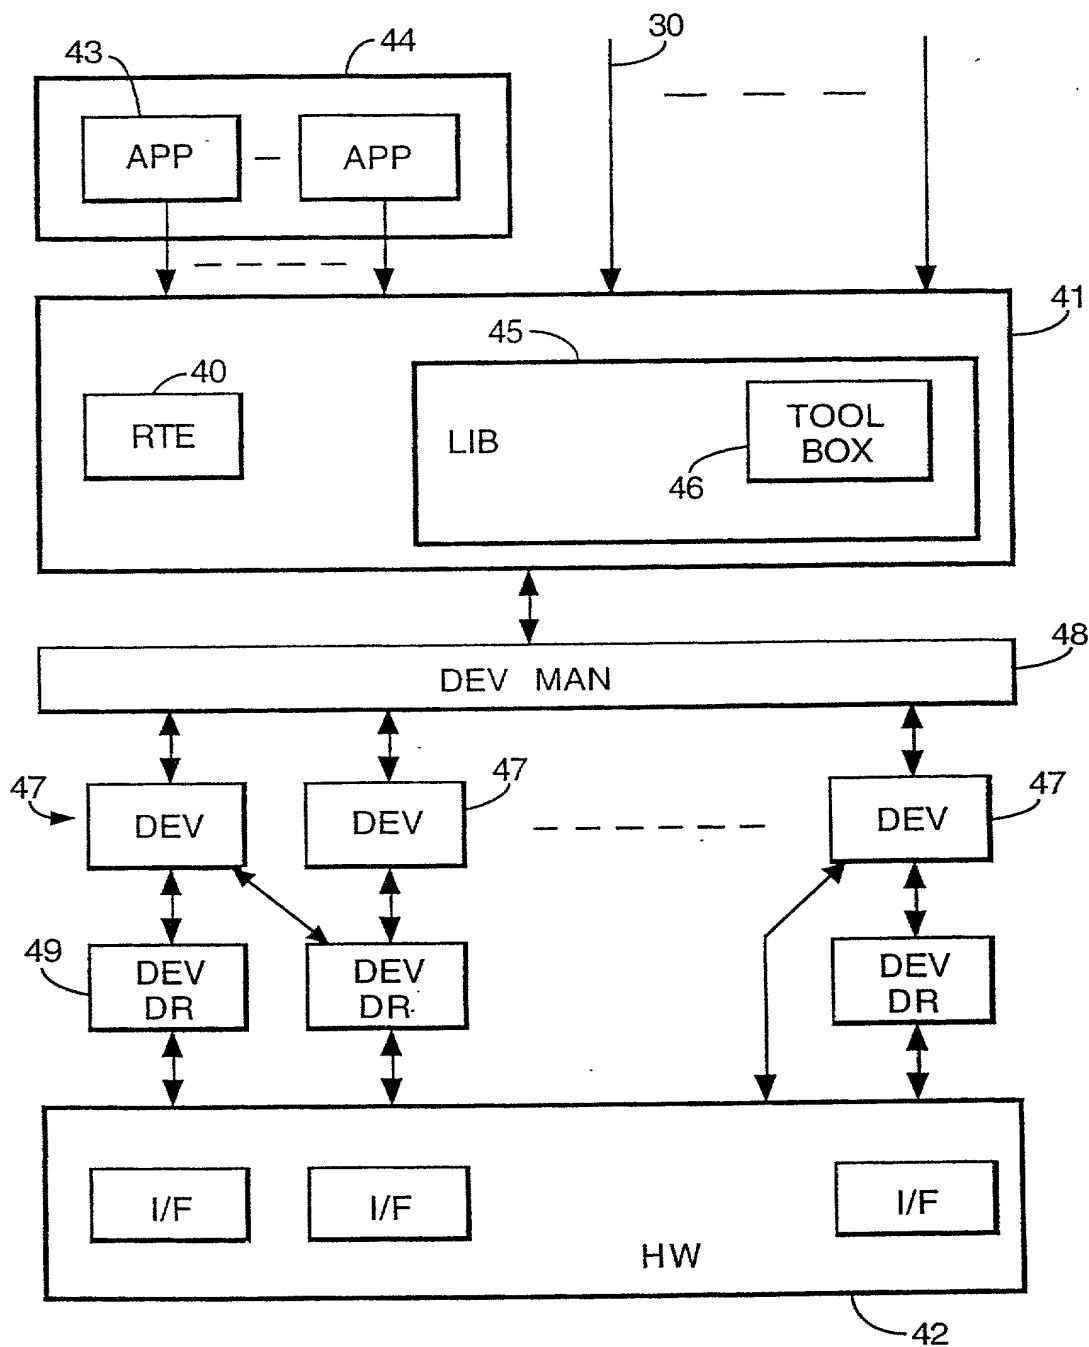 30
44
43
APP
APP
41
45
40
TOOL
BOX
RTE
LIB
46
48
DEV MAN
47
47
47
DEV
DEV
DEV
49
DEV
DR
DEV
DR
DEV
DR
I/F
I/F
I/F
HW
42